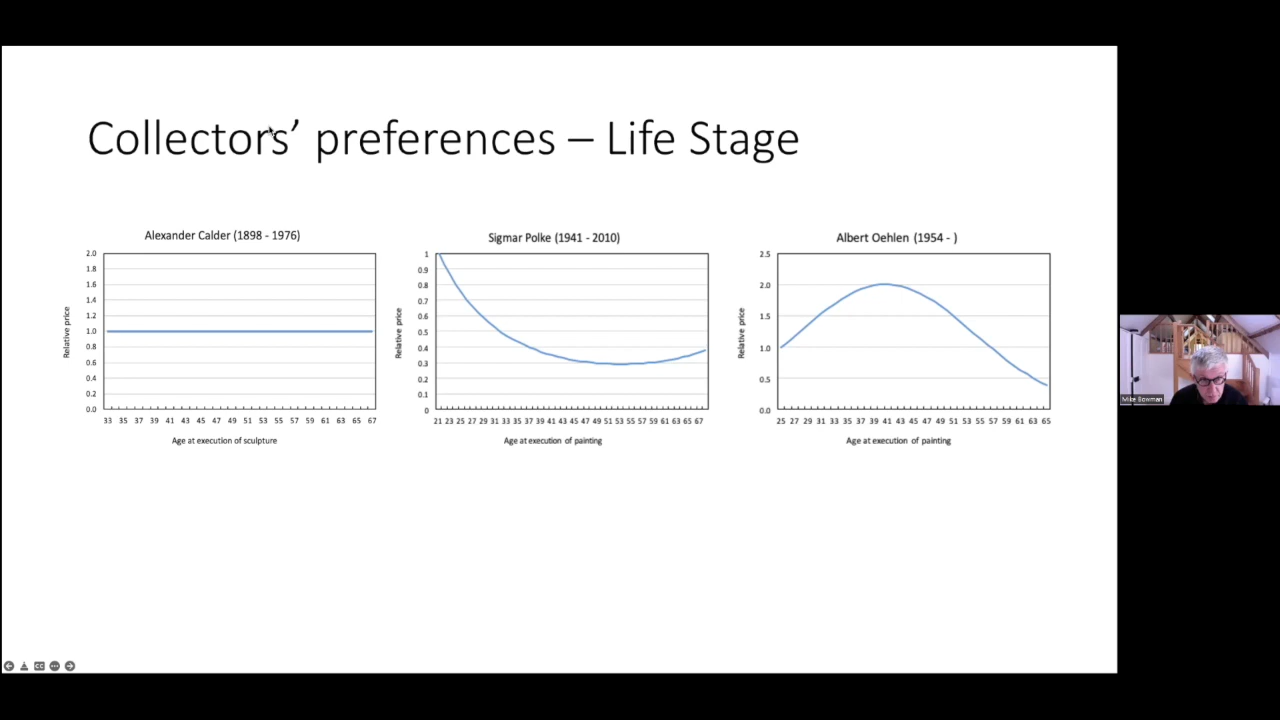 Collectors’ preferences – Life Stage
Alexander Calder (1898 - 1976)
2.0
1.8
1.6
1.4
1.2
1.0
0.8
0.6
0.4
0.2
0.0
Relative price
33 35 37 39 41 43 45 47 49 51 53 55 57 59 61 63 65 67
Age at execution of sculpture
Sigmar Polke (1941 - 2010)
1
0.9
0.8
0.7
0.6
0.5
0.4
0.3
0.2
0.1
0
Relative price
21 23 25 27 29 31 33 35 37 39 41 43 45 47 49 51 53 55 57 59 61 63 65 67
Age at execution of painting
Albert Oehlen (1954 - )
2.5
2.0
1.5
1.0
0.5
0.0
Relative price
25 27 29 31 33 35 37 39 41 43 45 47 49 51 53 55 57 59 61 63 65
Age at execution of painting
Mike Bowman